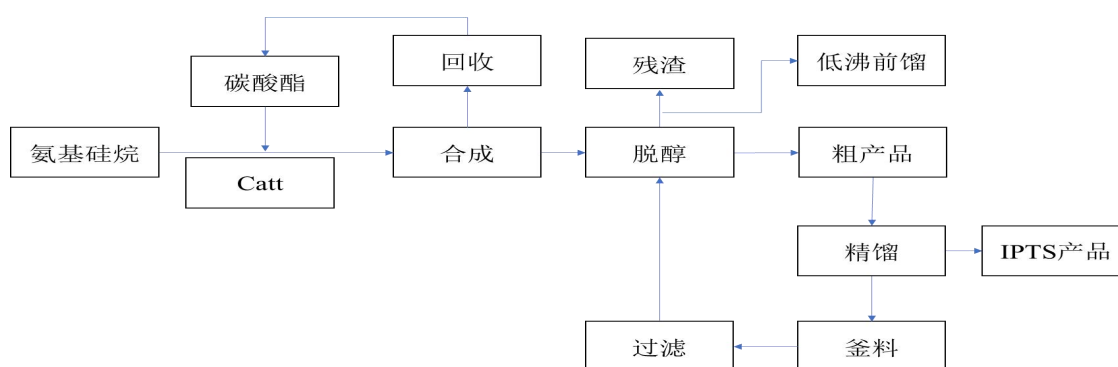 回收
残渣
低沸前馏
碳酸酯
氨基硅烷
合成
脱醇
粗产品
Catt
精馏
IPTS产品
过滤
釜料